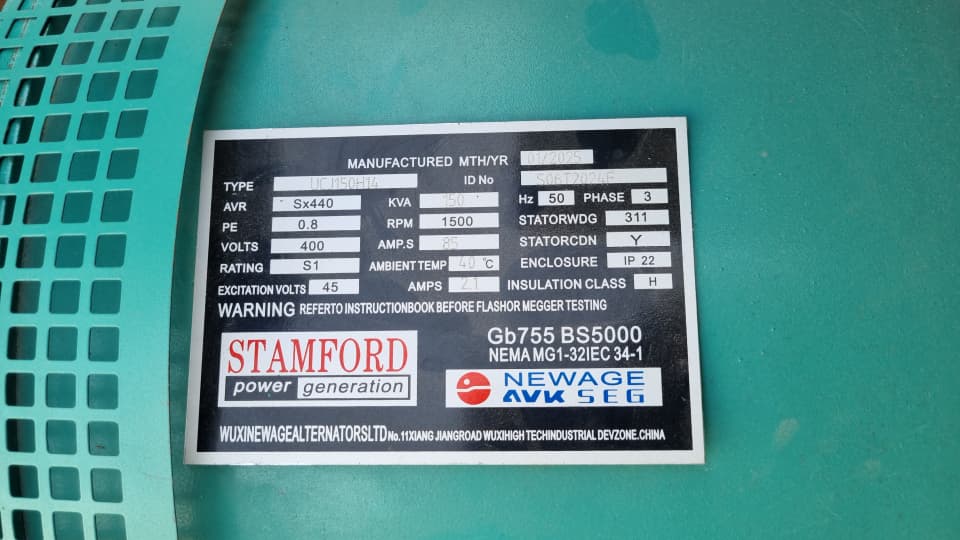 MANUFACTURED MTH/YR 01/2025
TYPE UCJ150H14 ID No S06T2024F
AVR Sx440 KVA 150 Hz 50 PHASE 3
PE 0.8 RPM 1500 STATORWDG 311
VOLTS 400 AMP.S 85 STATORCDN Y
RATING S1 AMBIENT TEMP 40 °C ENCLOSURE IP 22
EXCITATION VOLTS 45 AMPS 2.1 INSULATION CLASS H
WARNING REFERTO INSTRUCTIONBOOK BEFORE FLASHOR MEGGER TESTING
STAMFORD
power generation
Gb755 BS5000
NEMA MG1-32IEC 34-1
NEWAGE
AVK SEG
WUXINEWAGEALTERNATORSLTD No.11XIANG JIANGROAD WUXIHIGH TECHINDUSTRIAL DEVZONE.CHINA